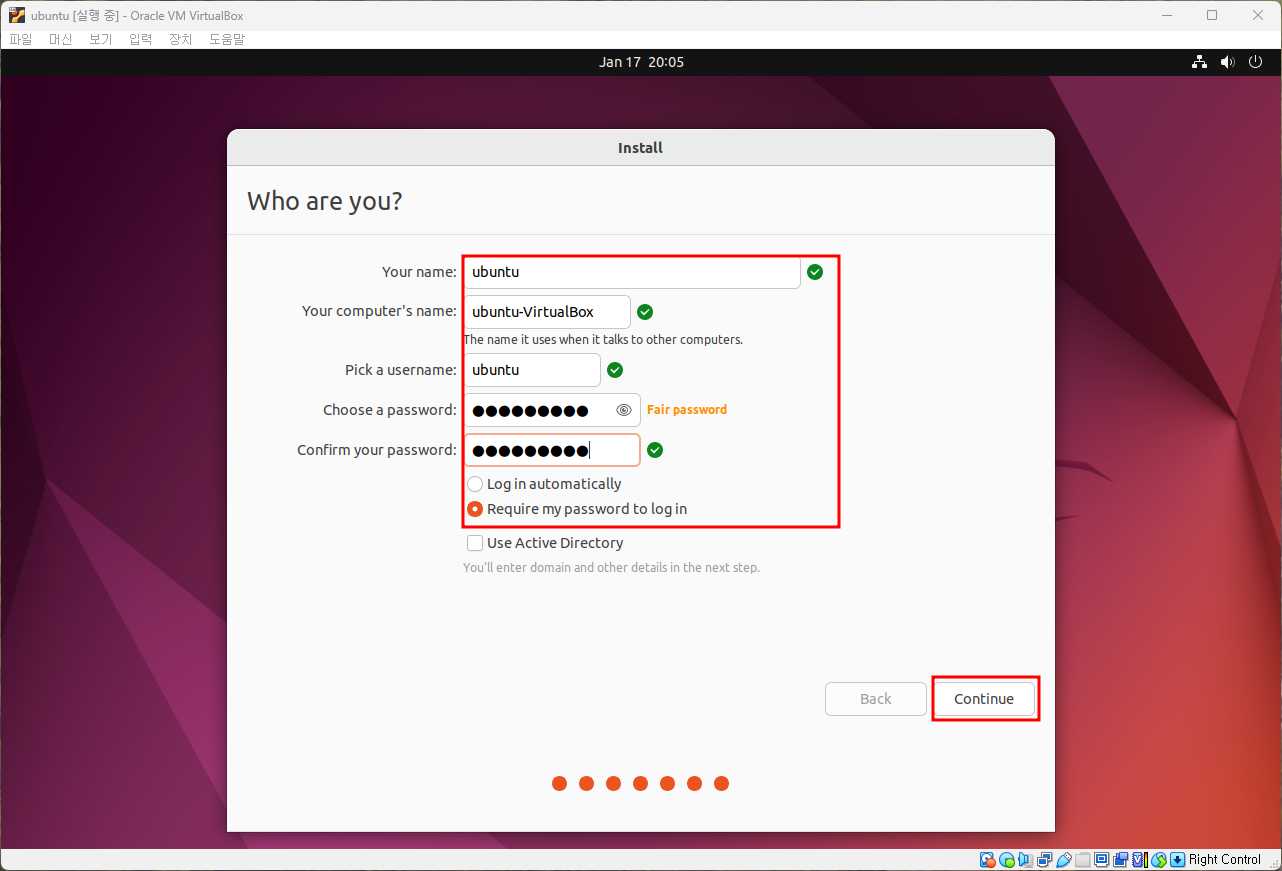 ubuntu [실행 중] - Oracle VM VirtualBox
파일 머신 보기 입력 장치 도움말
Jan 17 20:05
Install
Who are you?
Your name: ubuntu
Your computer's name: ubuntu-VirtualBox
The name it uses when it talks to other computers.
Pick a username: ubuntu
Choose a password: ●●●●●●●●● Fair password
Confirm your password: ●●●●●●●●●
Log in automatically
Require my password to log in
Use Active Directory
You'll enter domain and other details in the next step.
Back Continue
Right Control